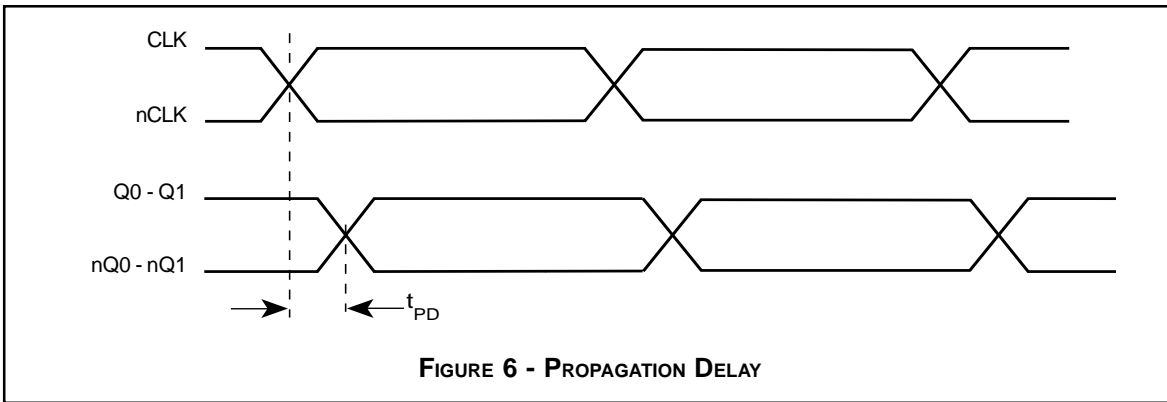 CLK
nCLK
Q0 - Q1
nQ0 - nQ1
tPD
FIGURE 6 - PROPAGATION DELAY